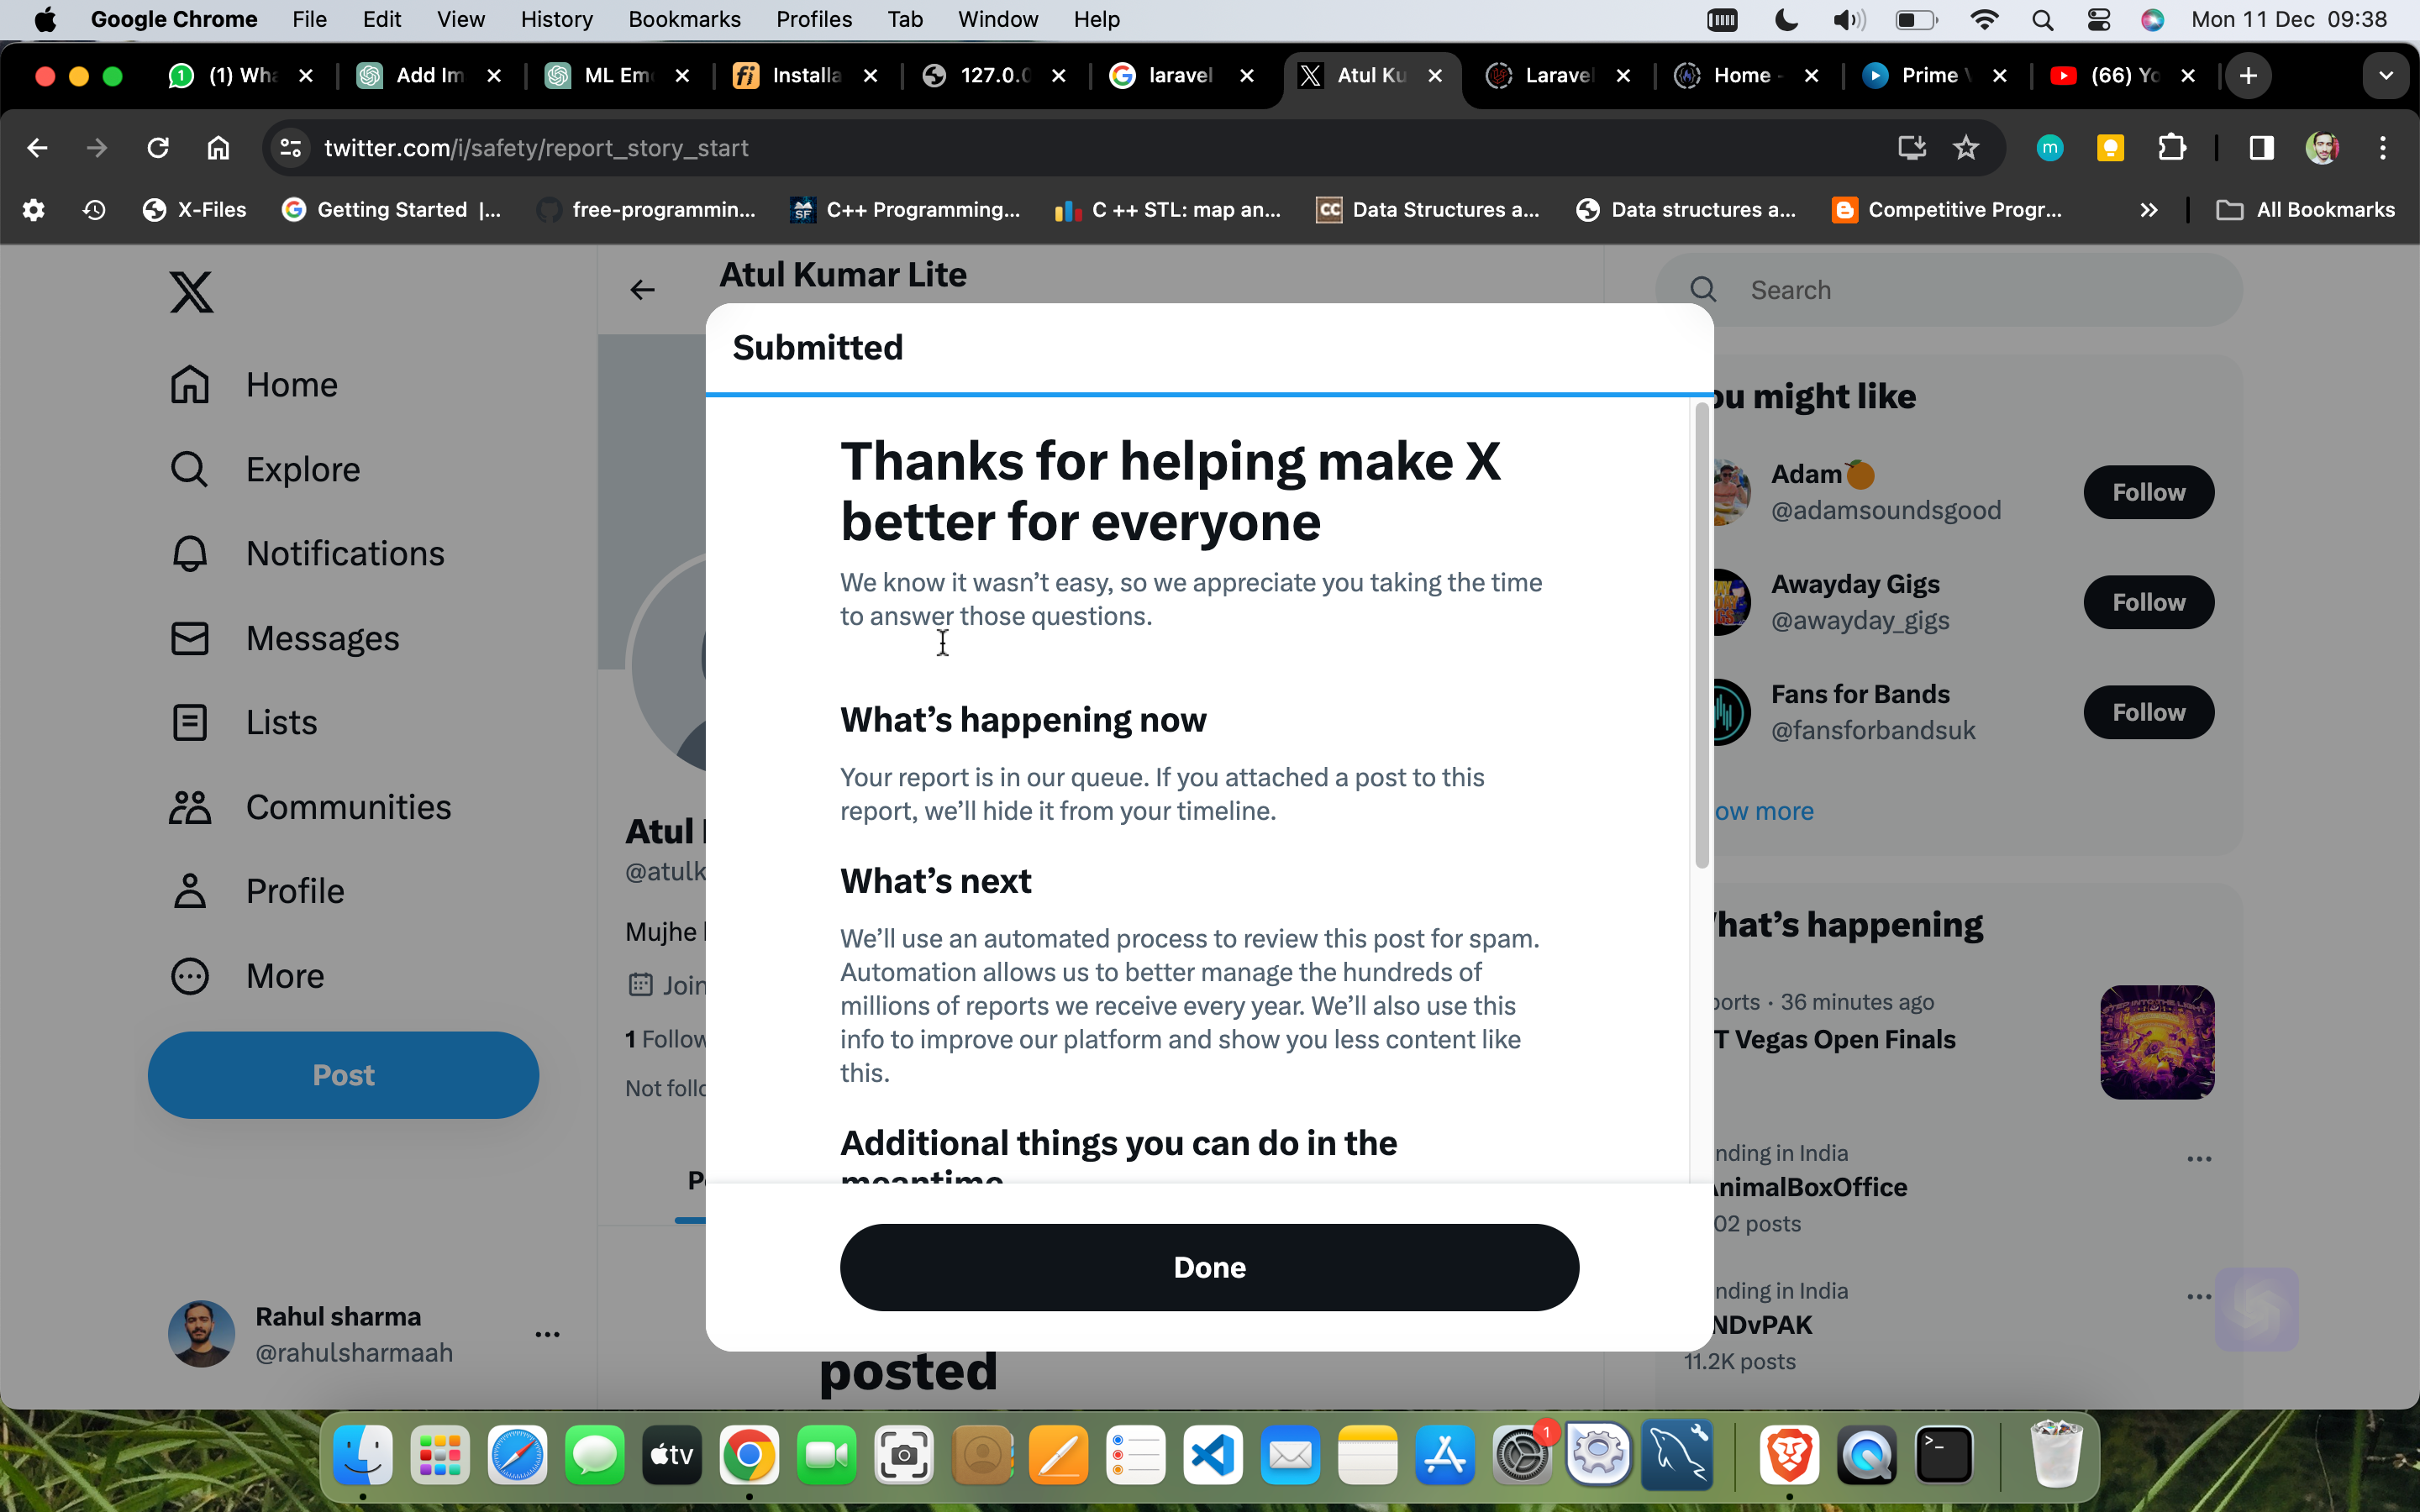 Google Chrome File Edit View History Bookmarks Profiles Tab Window Help Mon 11 Dec 09:38
1 (1) Wha Add Im ML Em fi Installa 127.0.0 laravel Atul Ku Laravel Home - Prime V (66) Yo
twitter.com/i/safety/report_story_start m
X-Files Getting Started |... free-programmin... SF C++ Programming... C ++ STL: map an... CC Data Structures a... Data structures a... Competitive Progr... All Bookmarks
Atul Kumar Lite
Search
Home
Explore
Notifications
Messages
Lists
Communities
Profile
More
Post
Rahul sharma
@rahulsharmaah
Atul
@atulk
Mujhe
Join
1 Follow
Not follo
posted
Submitted
Thanks for helping make X
better for everyone
We know it wasn’t easy, so we appreciate you taking the time
to answer those questions.
What’s happening now
Your report is in our queue. If you attached a post to this
report, we’ll hide it from your timeline.
What’s next
We’ll use an automated process to review this post for spam.
Automation allows us to better manage the hundreds of
millions of reports we receive every year. We’ll also use this
info to improve our platform and show you less content like
this.
Additional things you can do in the
meantime
Done
ou might like
Adam
@adamsoundsgood
Follow
Awayday Gigs
@awayday_gigs
Follow
Fans for Bands
@fansforbandsuk
Follow
ow more
hat’s happening
orts · 36 minutes ago
T Vegas Open Finals
nding in India
AnimalBoxOffice
02 posts
nding in India
NDvPAK
11.2K posts
tv
1